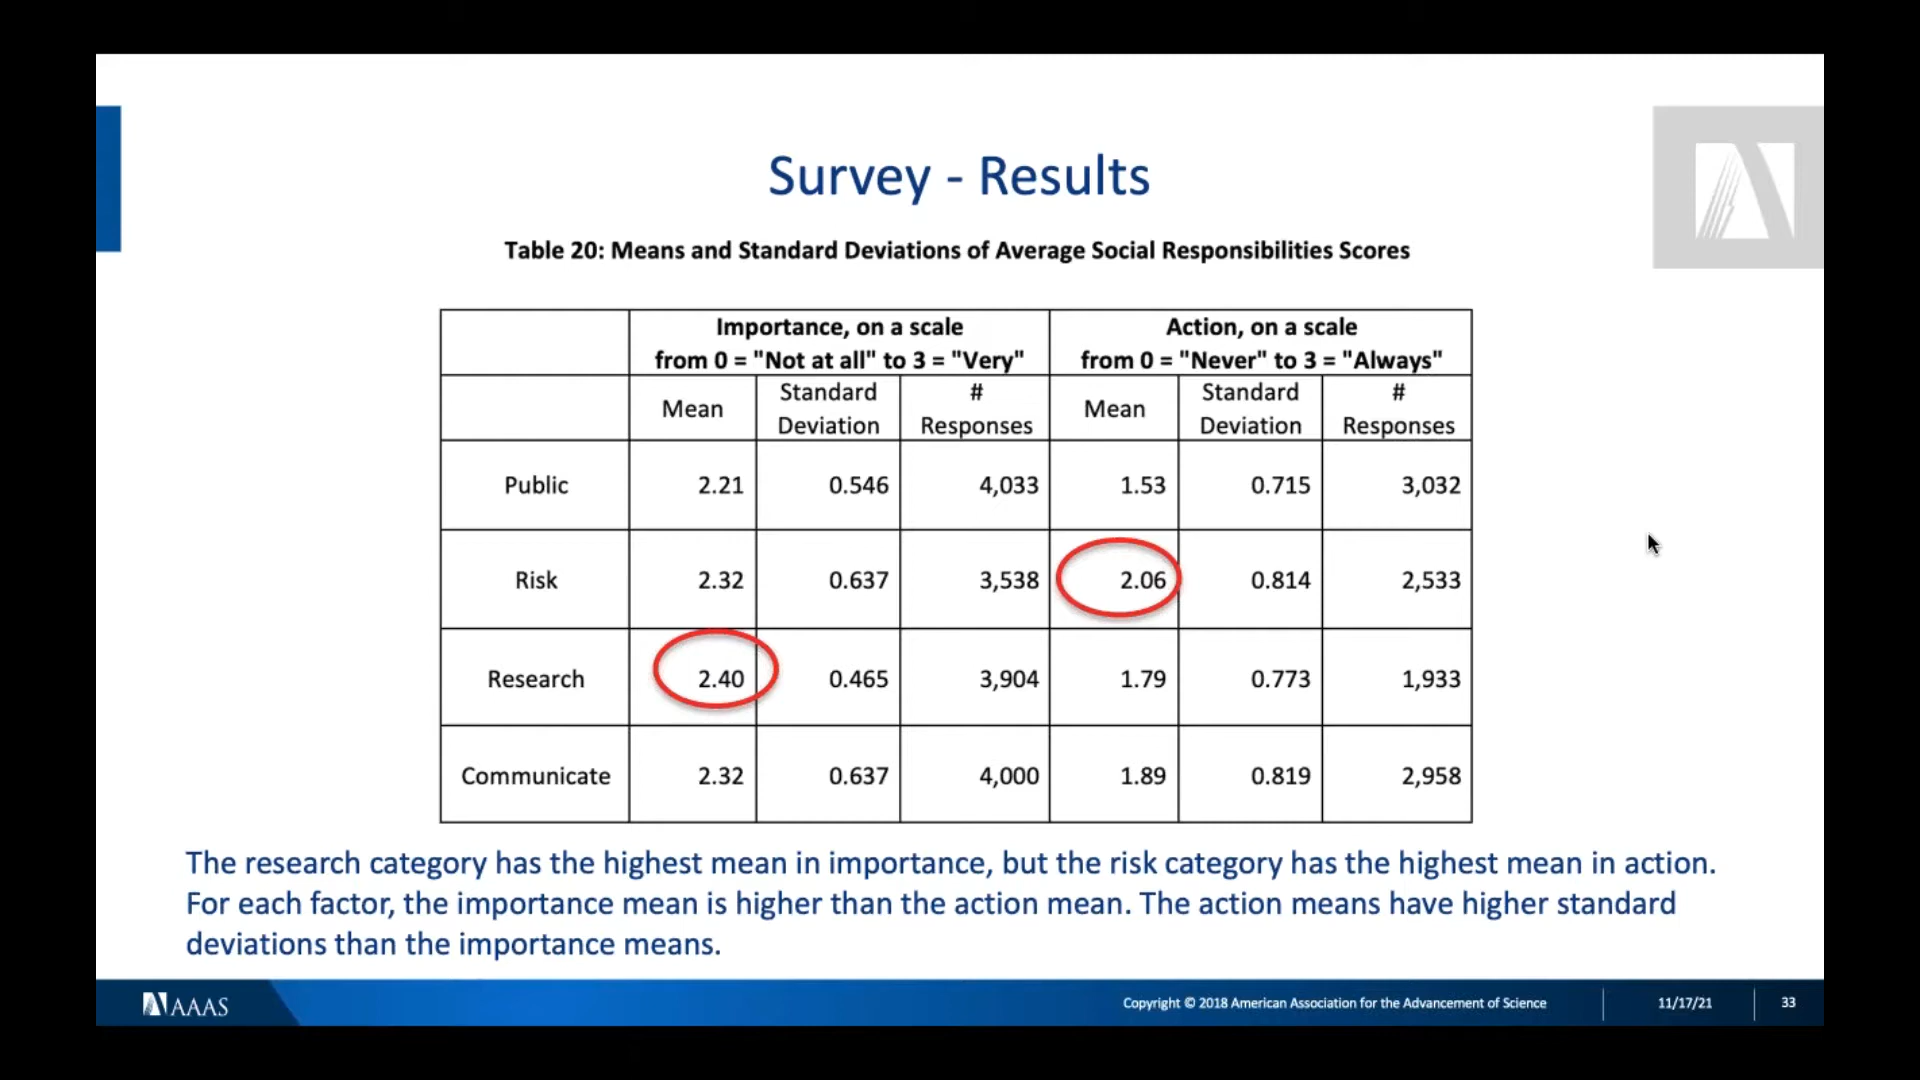 Survey - Results
Table 20: Means and Standard Deviations of Average Social Responsibilities Scores
Importance, on a scale
from 0 = "Not at all" to 3 = "Very"
Action, on a scale
from 0 = "Never" to 3 = "Always"
Mean
Standard
Deviation
#
Responses
Mean
Standard
Deviation
#
Responses
Public 2.21 0.546 4,033 1.53 0.715 3,032
Risk 2.32 0.637 3,538 2.06 0.814 2,533
Research 2.40 0.465 3,904 1.79 0.773 1,933
Communicate 2.32 0.637 4,000 1.89 0.819 2,958
The research category has the highest mean in importance, but the risk category has the highest mean in action.
For each factor, the importance mean is higher than the action mean. The action means have higher standard
deviations than the importance means.
AAAS
Copyright © 2018 American Association for the Advancement of Science
11/17/21
33